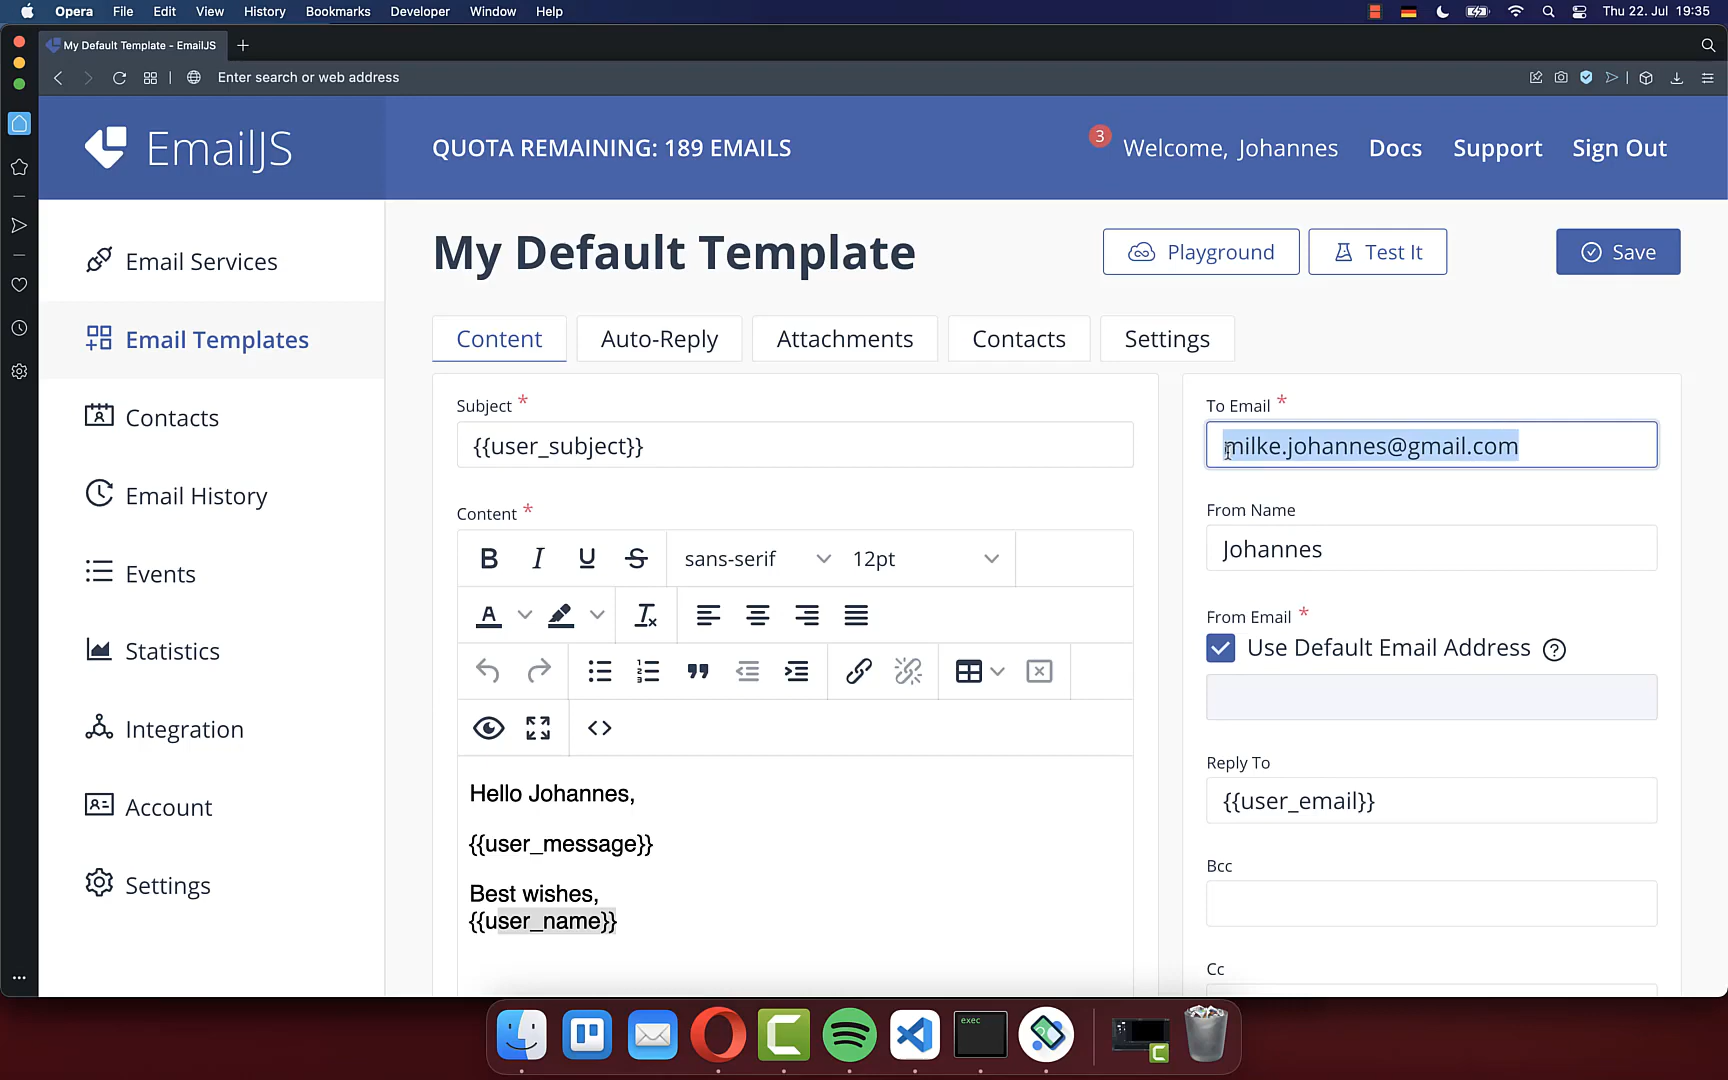 Opera File Edit View History Bookmarks Developer Window Help Thu 22. Jul 19:35
My Default Template - EmailJS
Enter search or web address
EmailJS QUOTA REMAINING: 189 EMAILS 3 Welcome, Johannes Docs Support Sign Out
Email Services
Email Templates
Contacts
Email History
Events
Statistics
Integration
Account
Settings
My Default Template Playground Test It Save
Content Auto-Reply Attachments Contacts Settings
Subject *
{{user_subject}}
Content *
B I U S sans-serif 12pt
Hello Johannes,
{{user_message}}
Best wishes,
{{user_name}}
To Email *
milke.johannes@gmail.com
From Name
Johannes
From Email *
Use Default Email Address ?
Reply To
{{user_email}}
Bcc
Cc
exec